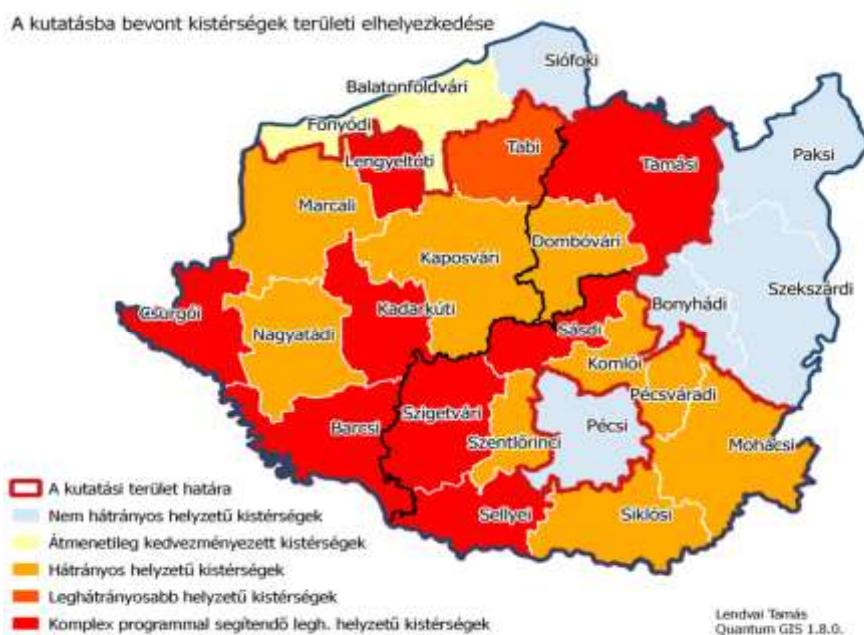 A kutatásba bevont kistérségek területi elhelyezkedése
Siófoki
Balatonföldvári
Fonyódi
Lengyeltóti
Tabi
Tamási
Paksi
Marcali
Kaposvári
Dombóvári
Szekszárdi
Csurgói
Nagyatádi
Kadarkúti
Bonyhádi
Sásdi
Komlói
Pécsváradi
Barcsi
Szigetvári
Szentlőrinci
Pécsi
Mohácsi
Sellyei
Siklósi
A kutatási terület határa
Nem hátrányos helyzetű kistérségek
Átmenetileg kedvezményezett kistérségek
Hátrányos helyzetű kistérségek
Leghátrányosabb helyzetű kistérségek
Komplex programmal segítendő legh. helyzetű kistérségek
Lendvai Tamás
Quantum GIS 1.8.0.